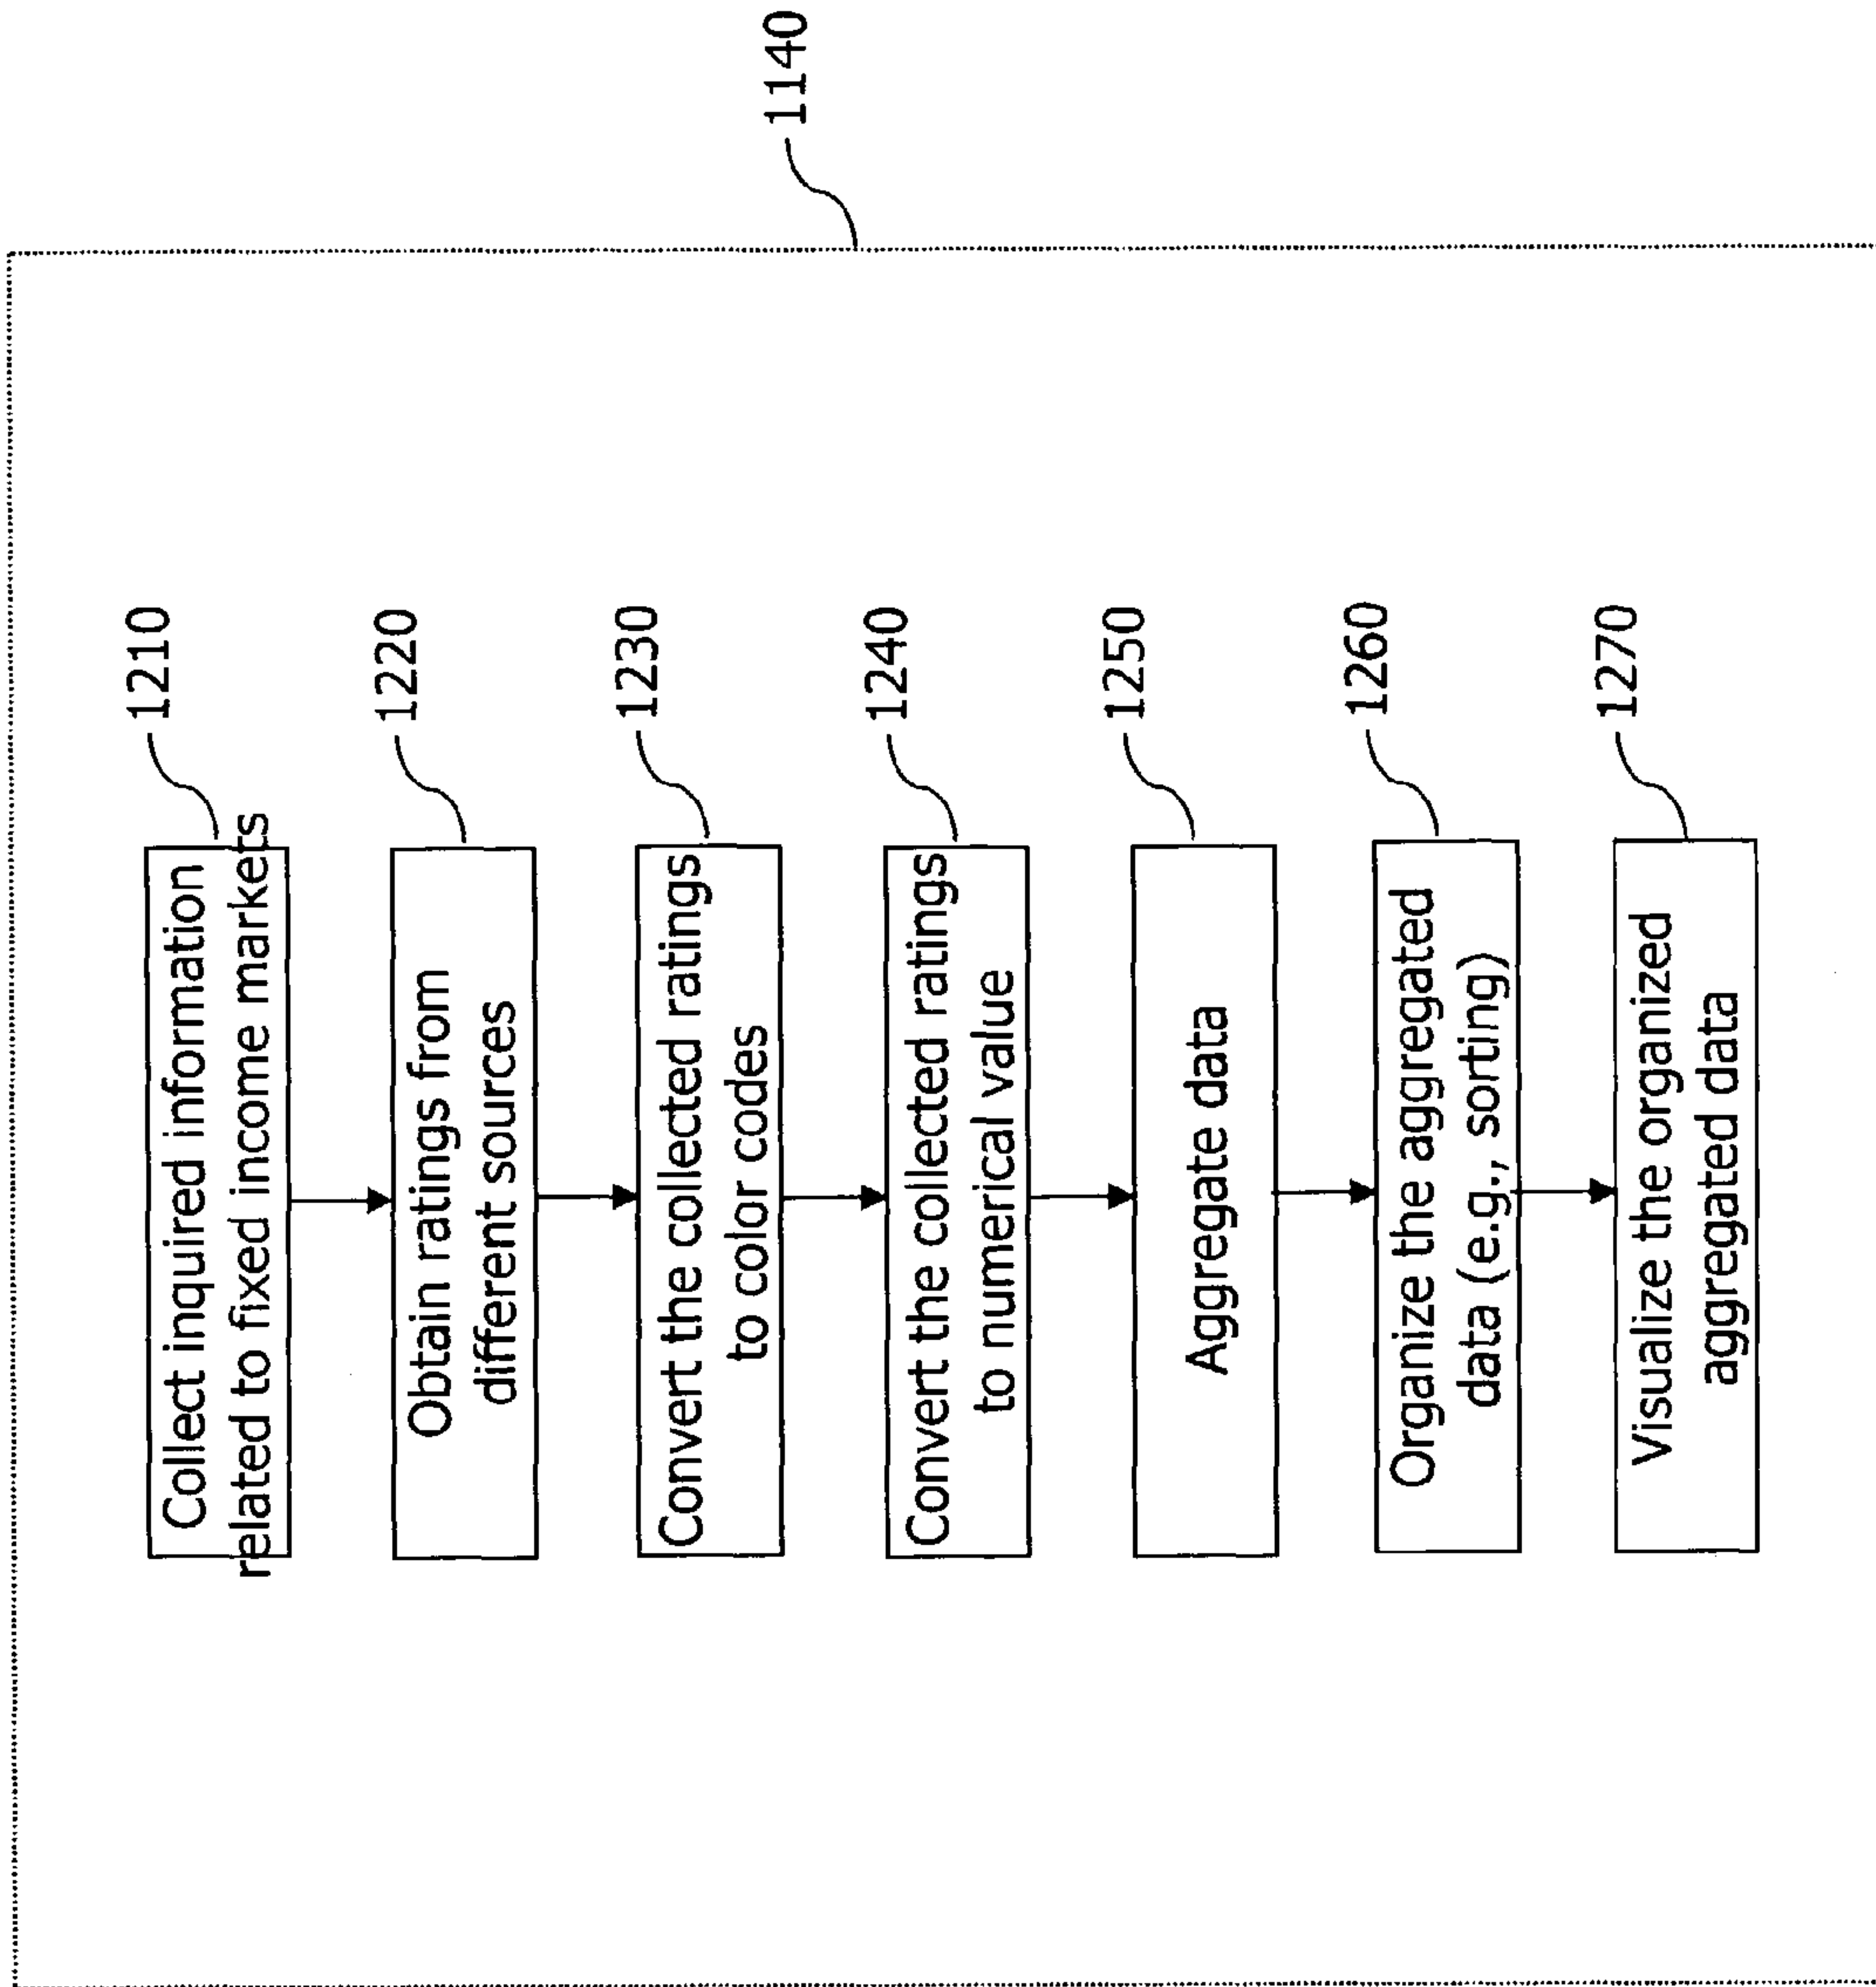 1140
1210
Collect inquired information
related to fixed income markets
1220
Obtain ratings from
different sources
1230
Convert the collected ratings
to color codes
1240
Convert the collected ratings
to numerical value
1250
Aggregate data
1260
Organize the aggregated
data (e.g., sorting)
1270
Visualize the organized
aggregated data